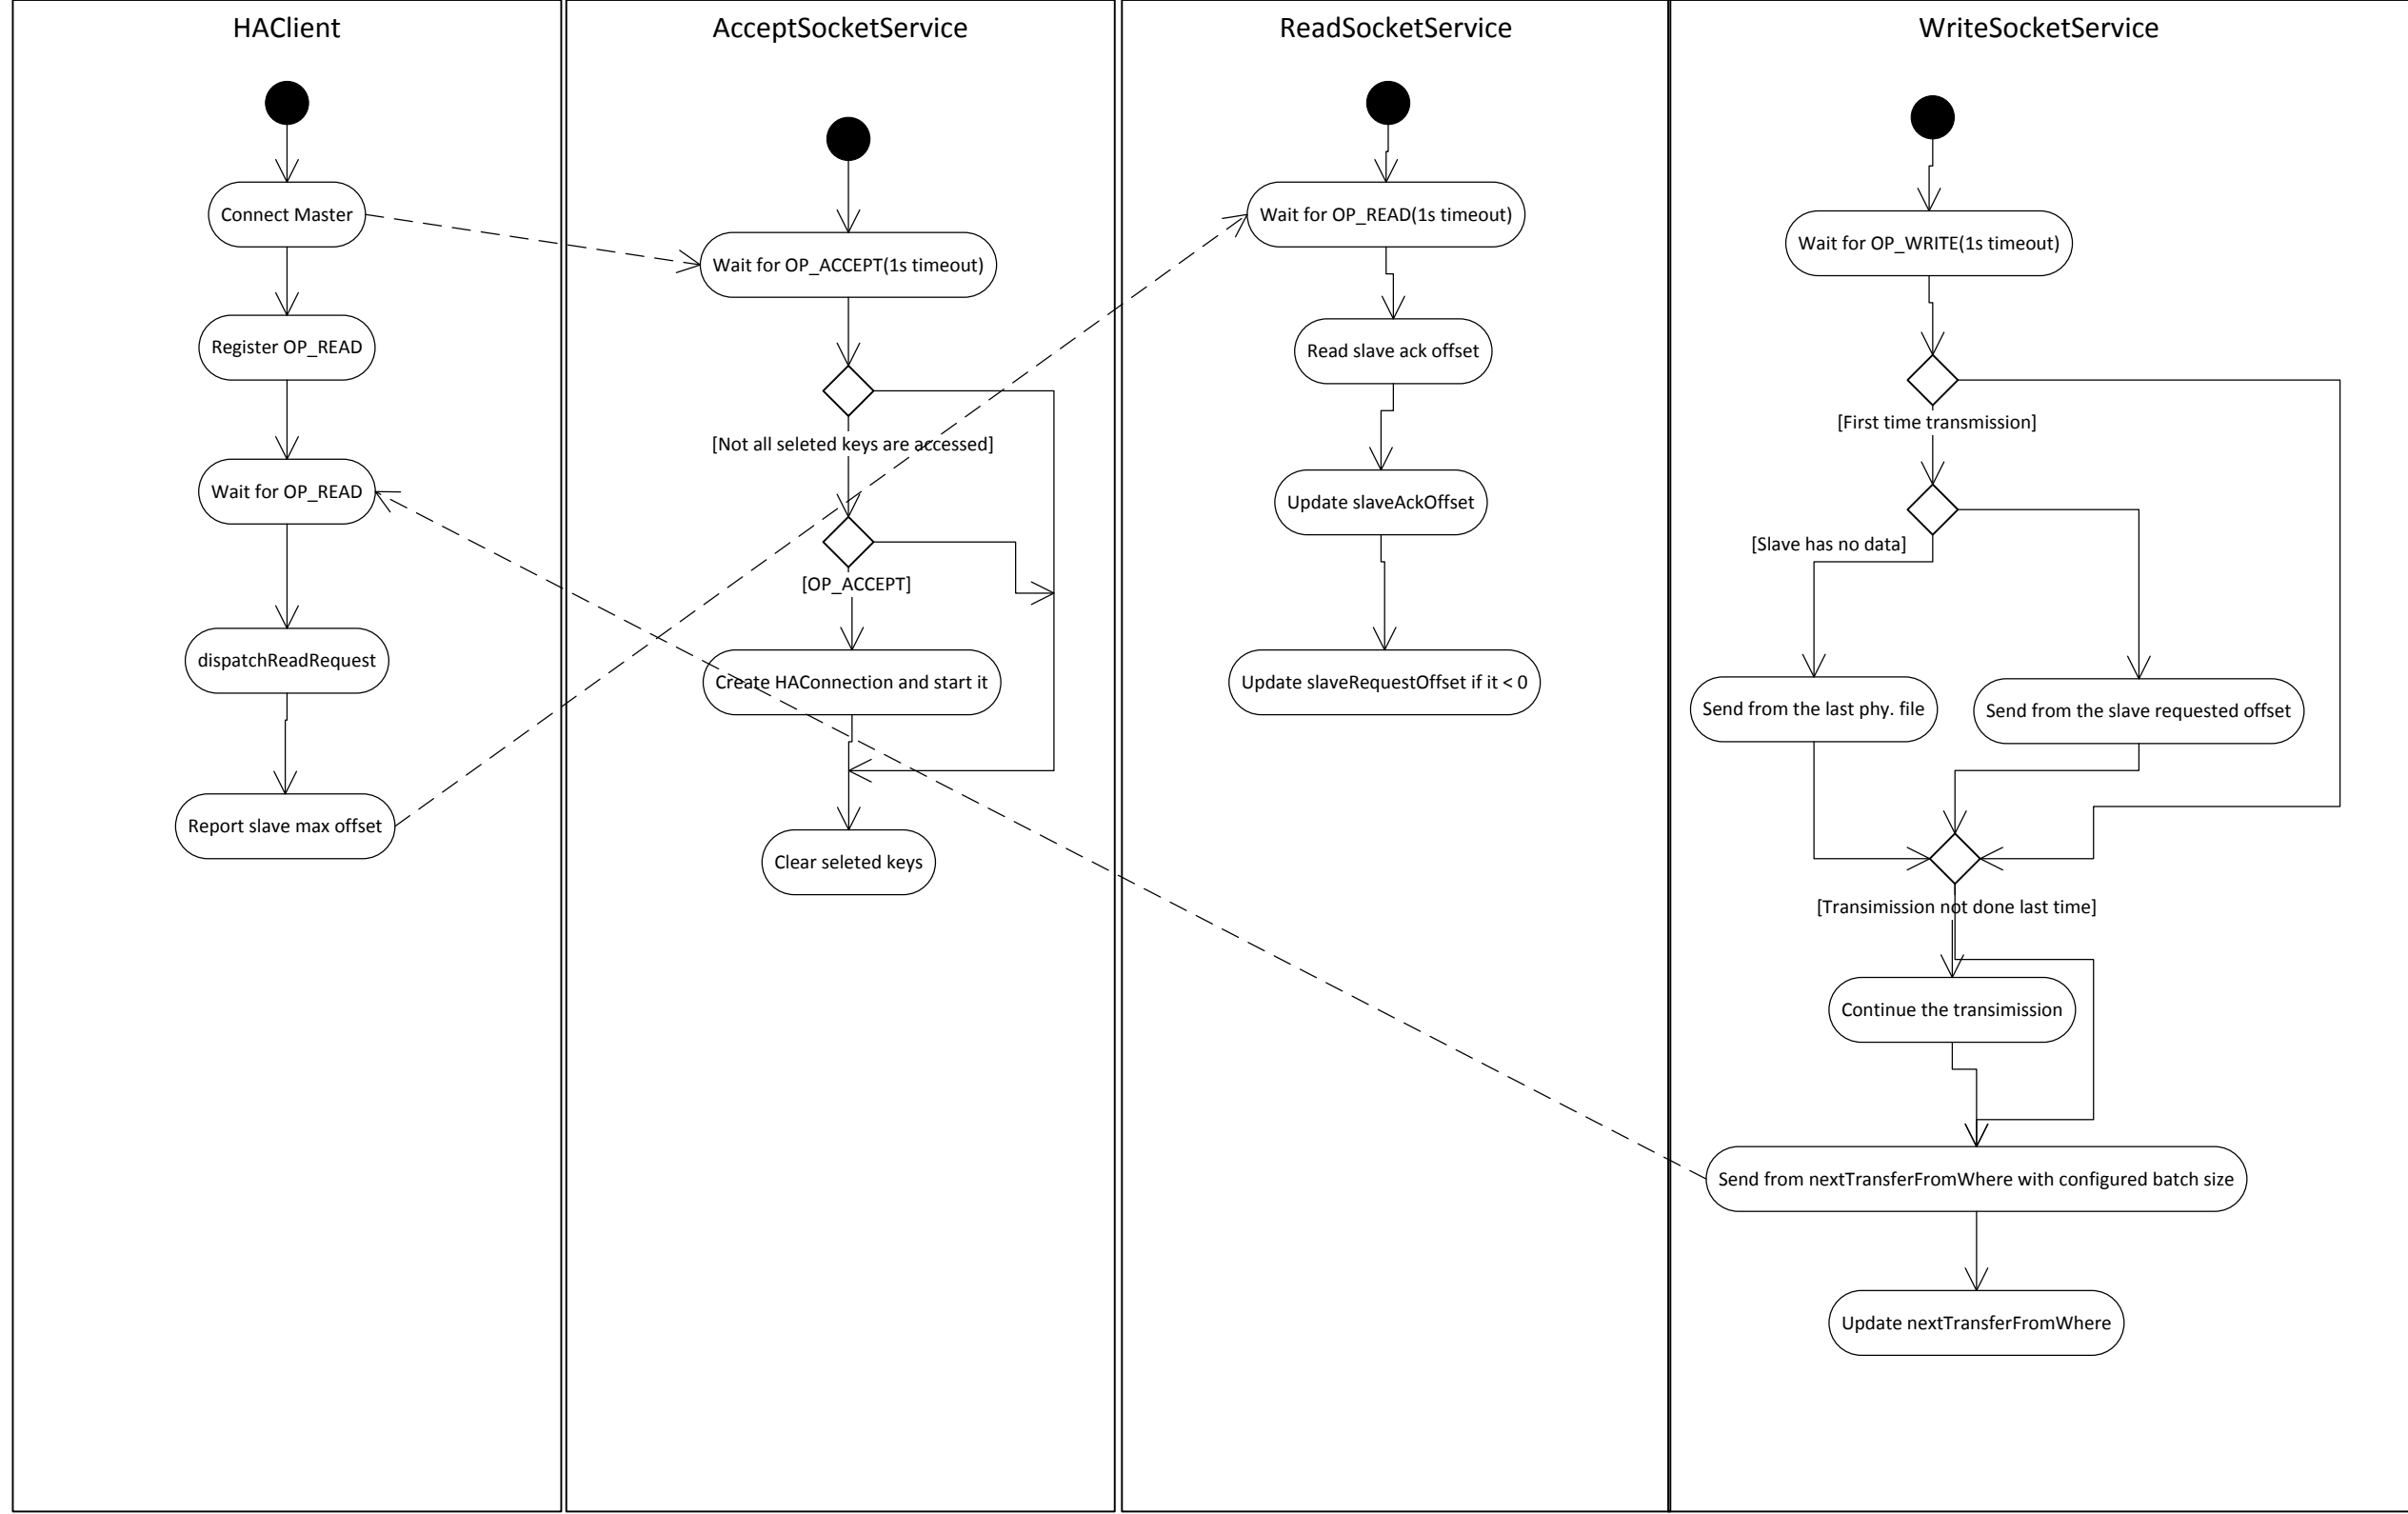 HAClient
Connect Master
Register OP_READ
Wait for OP_READ
dispatchReadRequest
Report slave max offset
AcceptSocketService
Wait for OP_ACCEPT(1s timeout)
[Not all seleted keys are accessed]
[OP_ACCEPT]
Create HAConnection and start it
Clear seleted keys
ReadSocketService
Wait for OP_READ(1s timeout)
Read slave ack offset
Update slaveAckOffset
Update slaveRequestOffset if it < 0
WriteSocketService
Wait for OP_WRITE(1s timeout)
[First time transmission]
[Slave has no data]
Send from the last phy. file
Send from the slave requested offset
[Transimission not done last time]
Continue the transimission
Send from nextTransferFromWhere with configured batch size
Update nextTransferFromWhere